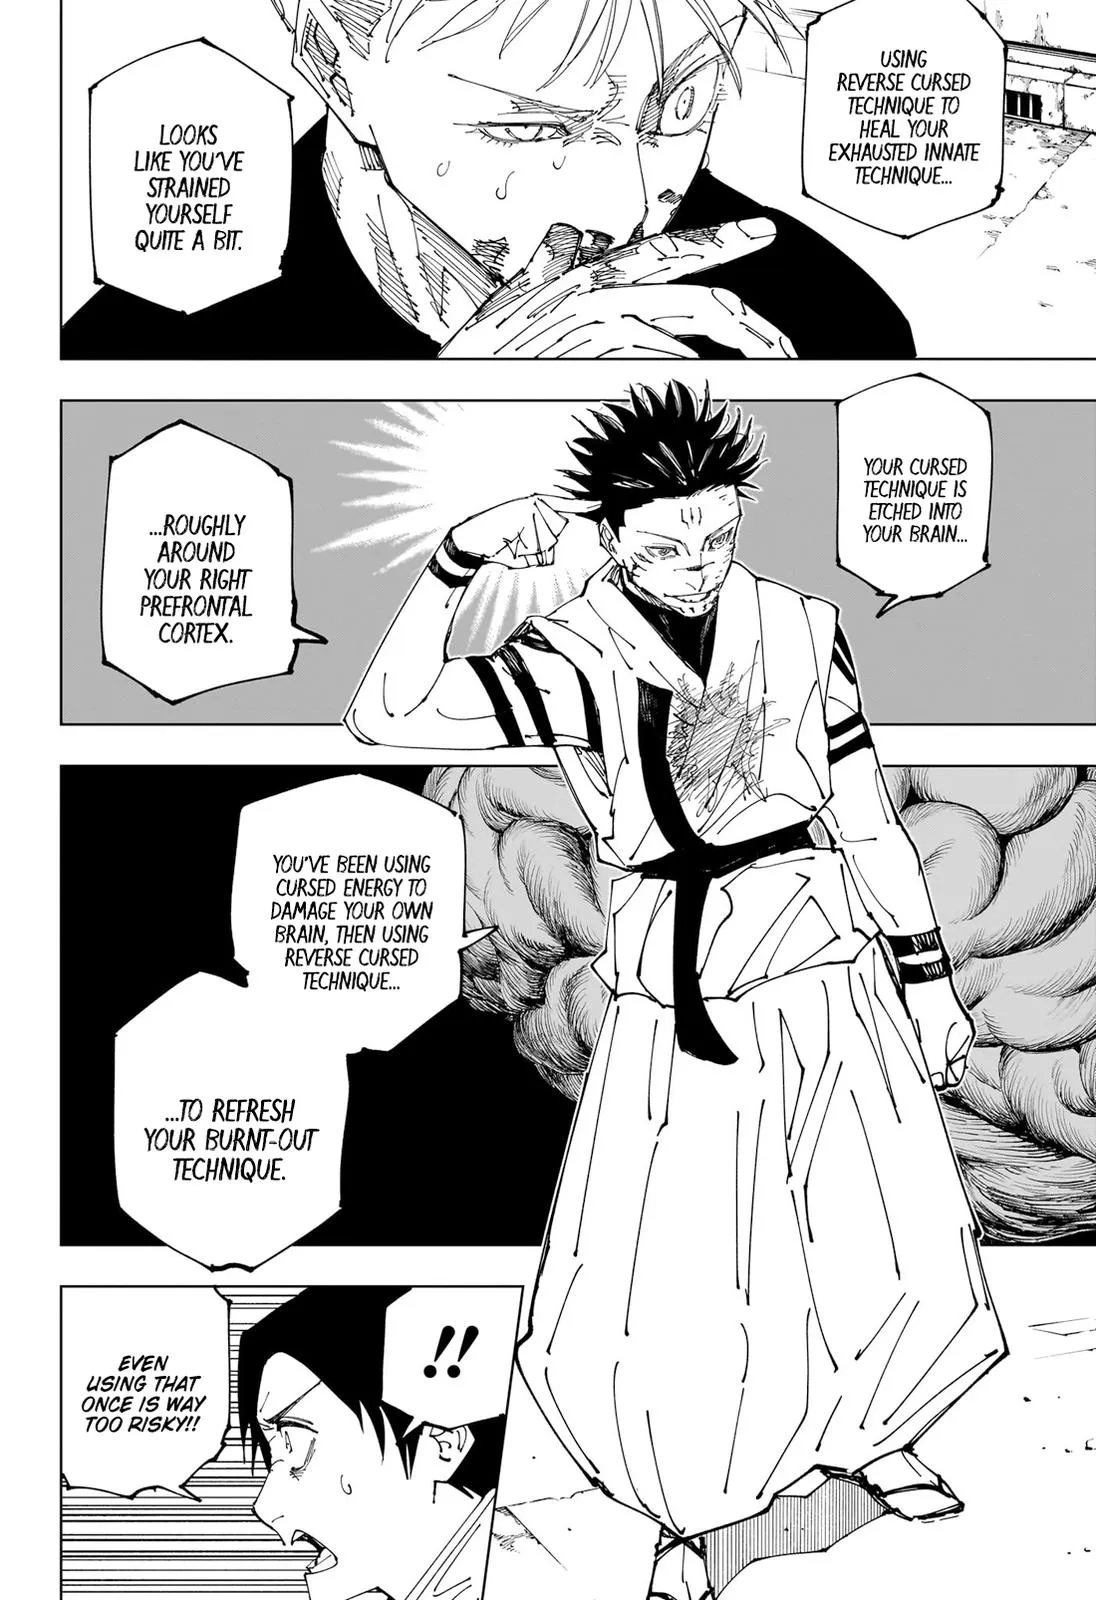 USING
REVERSE CURSED
TECHNIQUE TO
HEAL YOUR
EXHAUSTED INNATE
TECHNIQUE...
LOOKS
LIKE YOU'VE
STRAINED
YOURSELF
QUITE A BIT.
YOUR CURSED
TECHNIQUE IS
ETCHED INTO
YOUR BRAIN...
...ROUGHLY
AROUND
YOUR RIGHT
PREFRONTAL
CORTEX.
YOU'VE BEEN USING
CURSED ENERGY TO
DAMAGE YOUR OWN
BRAIN, THEN USING
REVERSE CURSED
TECHNIQUE...
...TO REFRESH
YOUR BURNT-OUT
TECHNIQUE.
!!
EVEN
USING THAT
ONCE IS WAY
TOO RISKY!!